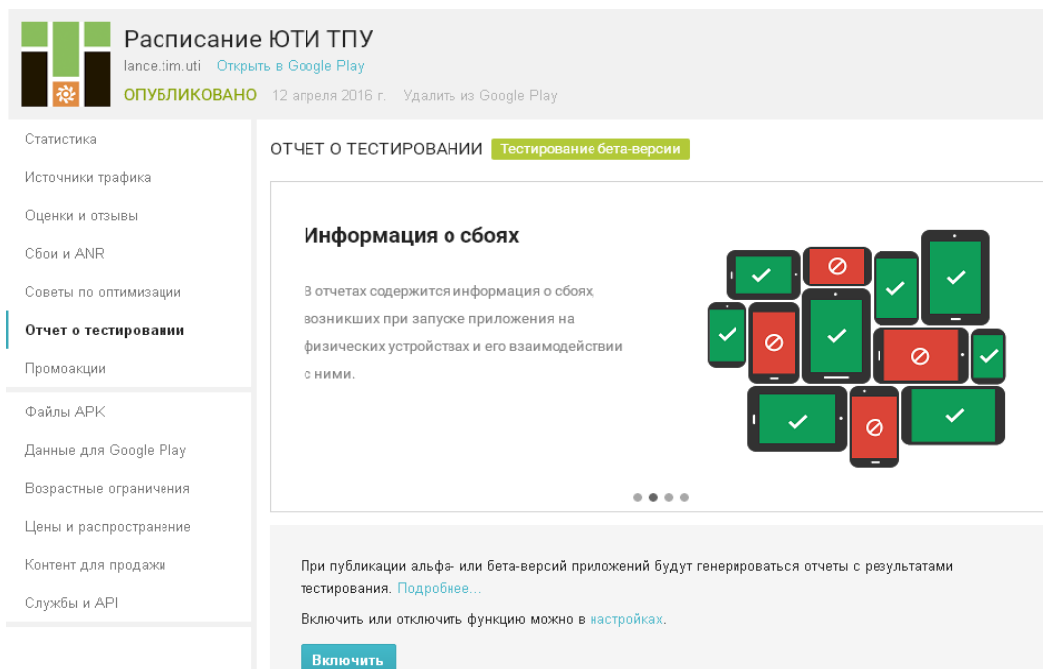 Расписание ЮТИ ТПУ
lance.tim.uti Открыть в Google Play
ОПУБЛИКОВАНО 12 апреля 2016 г. Удалить из Google Play
Статистика
Источники трафика
Оценки и отзывы
Сбои и ANR
Советы по оптимизации
Отчет о тестировании
Промоакции
Файлы APK
Данные для Google Play
Возрастные ограничения
Цены и распространение
Контент для продажи
Службы и API
ОТЧЕТ О ТЕСТИРОВАНИИ Тестирование бета-версии
Информация о сбоях
В отчетах содержится информация о сбоях,
возникших при запуске приложения на
физических устройствах и его взаимодействии
с ними.
При публикации альфа- или бета-версий приложений будут генерироваться отчеты с результатами
тестирования. Подробнее...
Включить или отключить функцию можно в настройках.
Включить